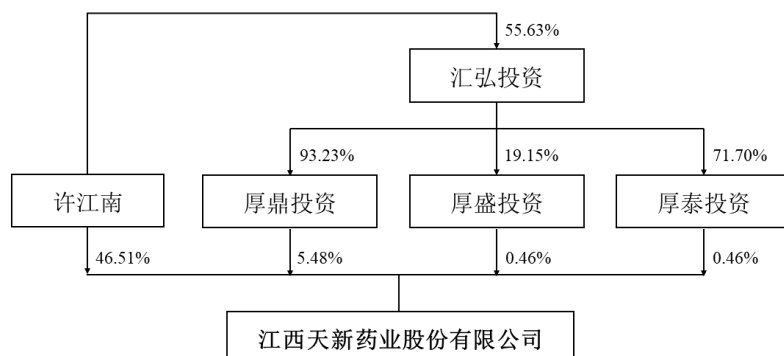 55.63%
汇弘投资
93.23% 19.15% 71.70%
许江南 厚鼎投资 厚盛投资 厚泰投资
46.51% 5.48% 0.46% 0.46%
江西天新药业股份有限公司